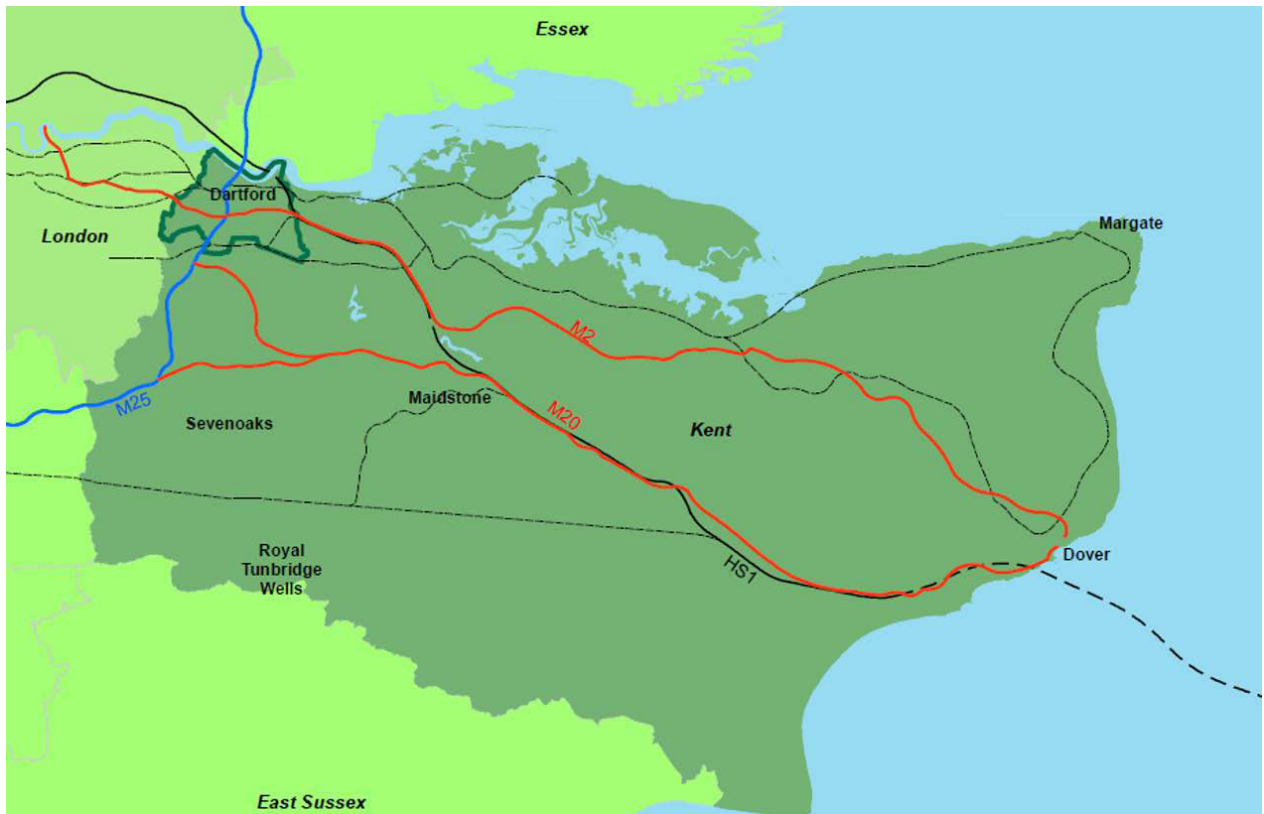 Essex
Dartford
London
Margate
M2
M25
Maidstone
Sevenoaks
M20
Kent
Royal
Tunbridge
Wells
HS1
Dover
East Sussex